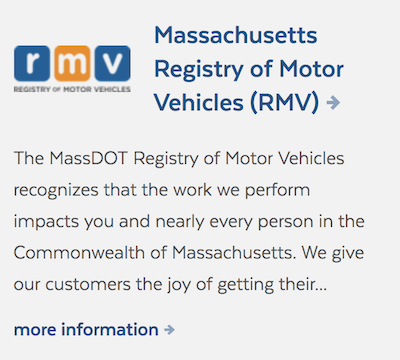 Massachusetts
Registry of Motor
Vehicles (RMV)
rmv
REGISTRY OF MOTOR VEHICLES
The MassDOT Registry of Motor Vehicles
recognizes that the work we perform
impacts you and nearly every person in the
Commonwealth of Massachusetts. We give
our customers the joy of getting their...
more information